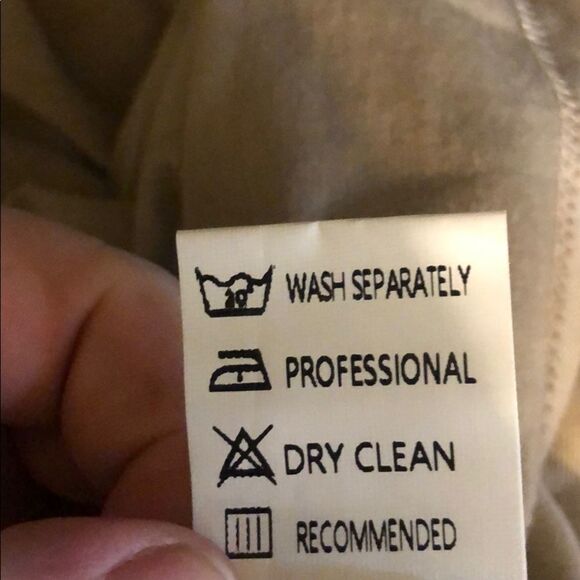 WASH SEPARATELY
PROFESSIONAL
DRY CLEAN
RECOMMENDED